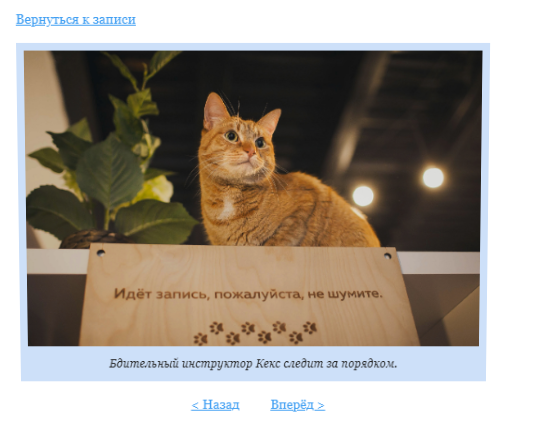 Вернуться к записи
Идёт запись, пожалуйста, не шумите.
Бдительный инструктор Кекс следит за порядком.
< Назад Вперёд >